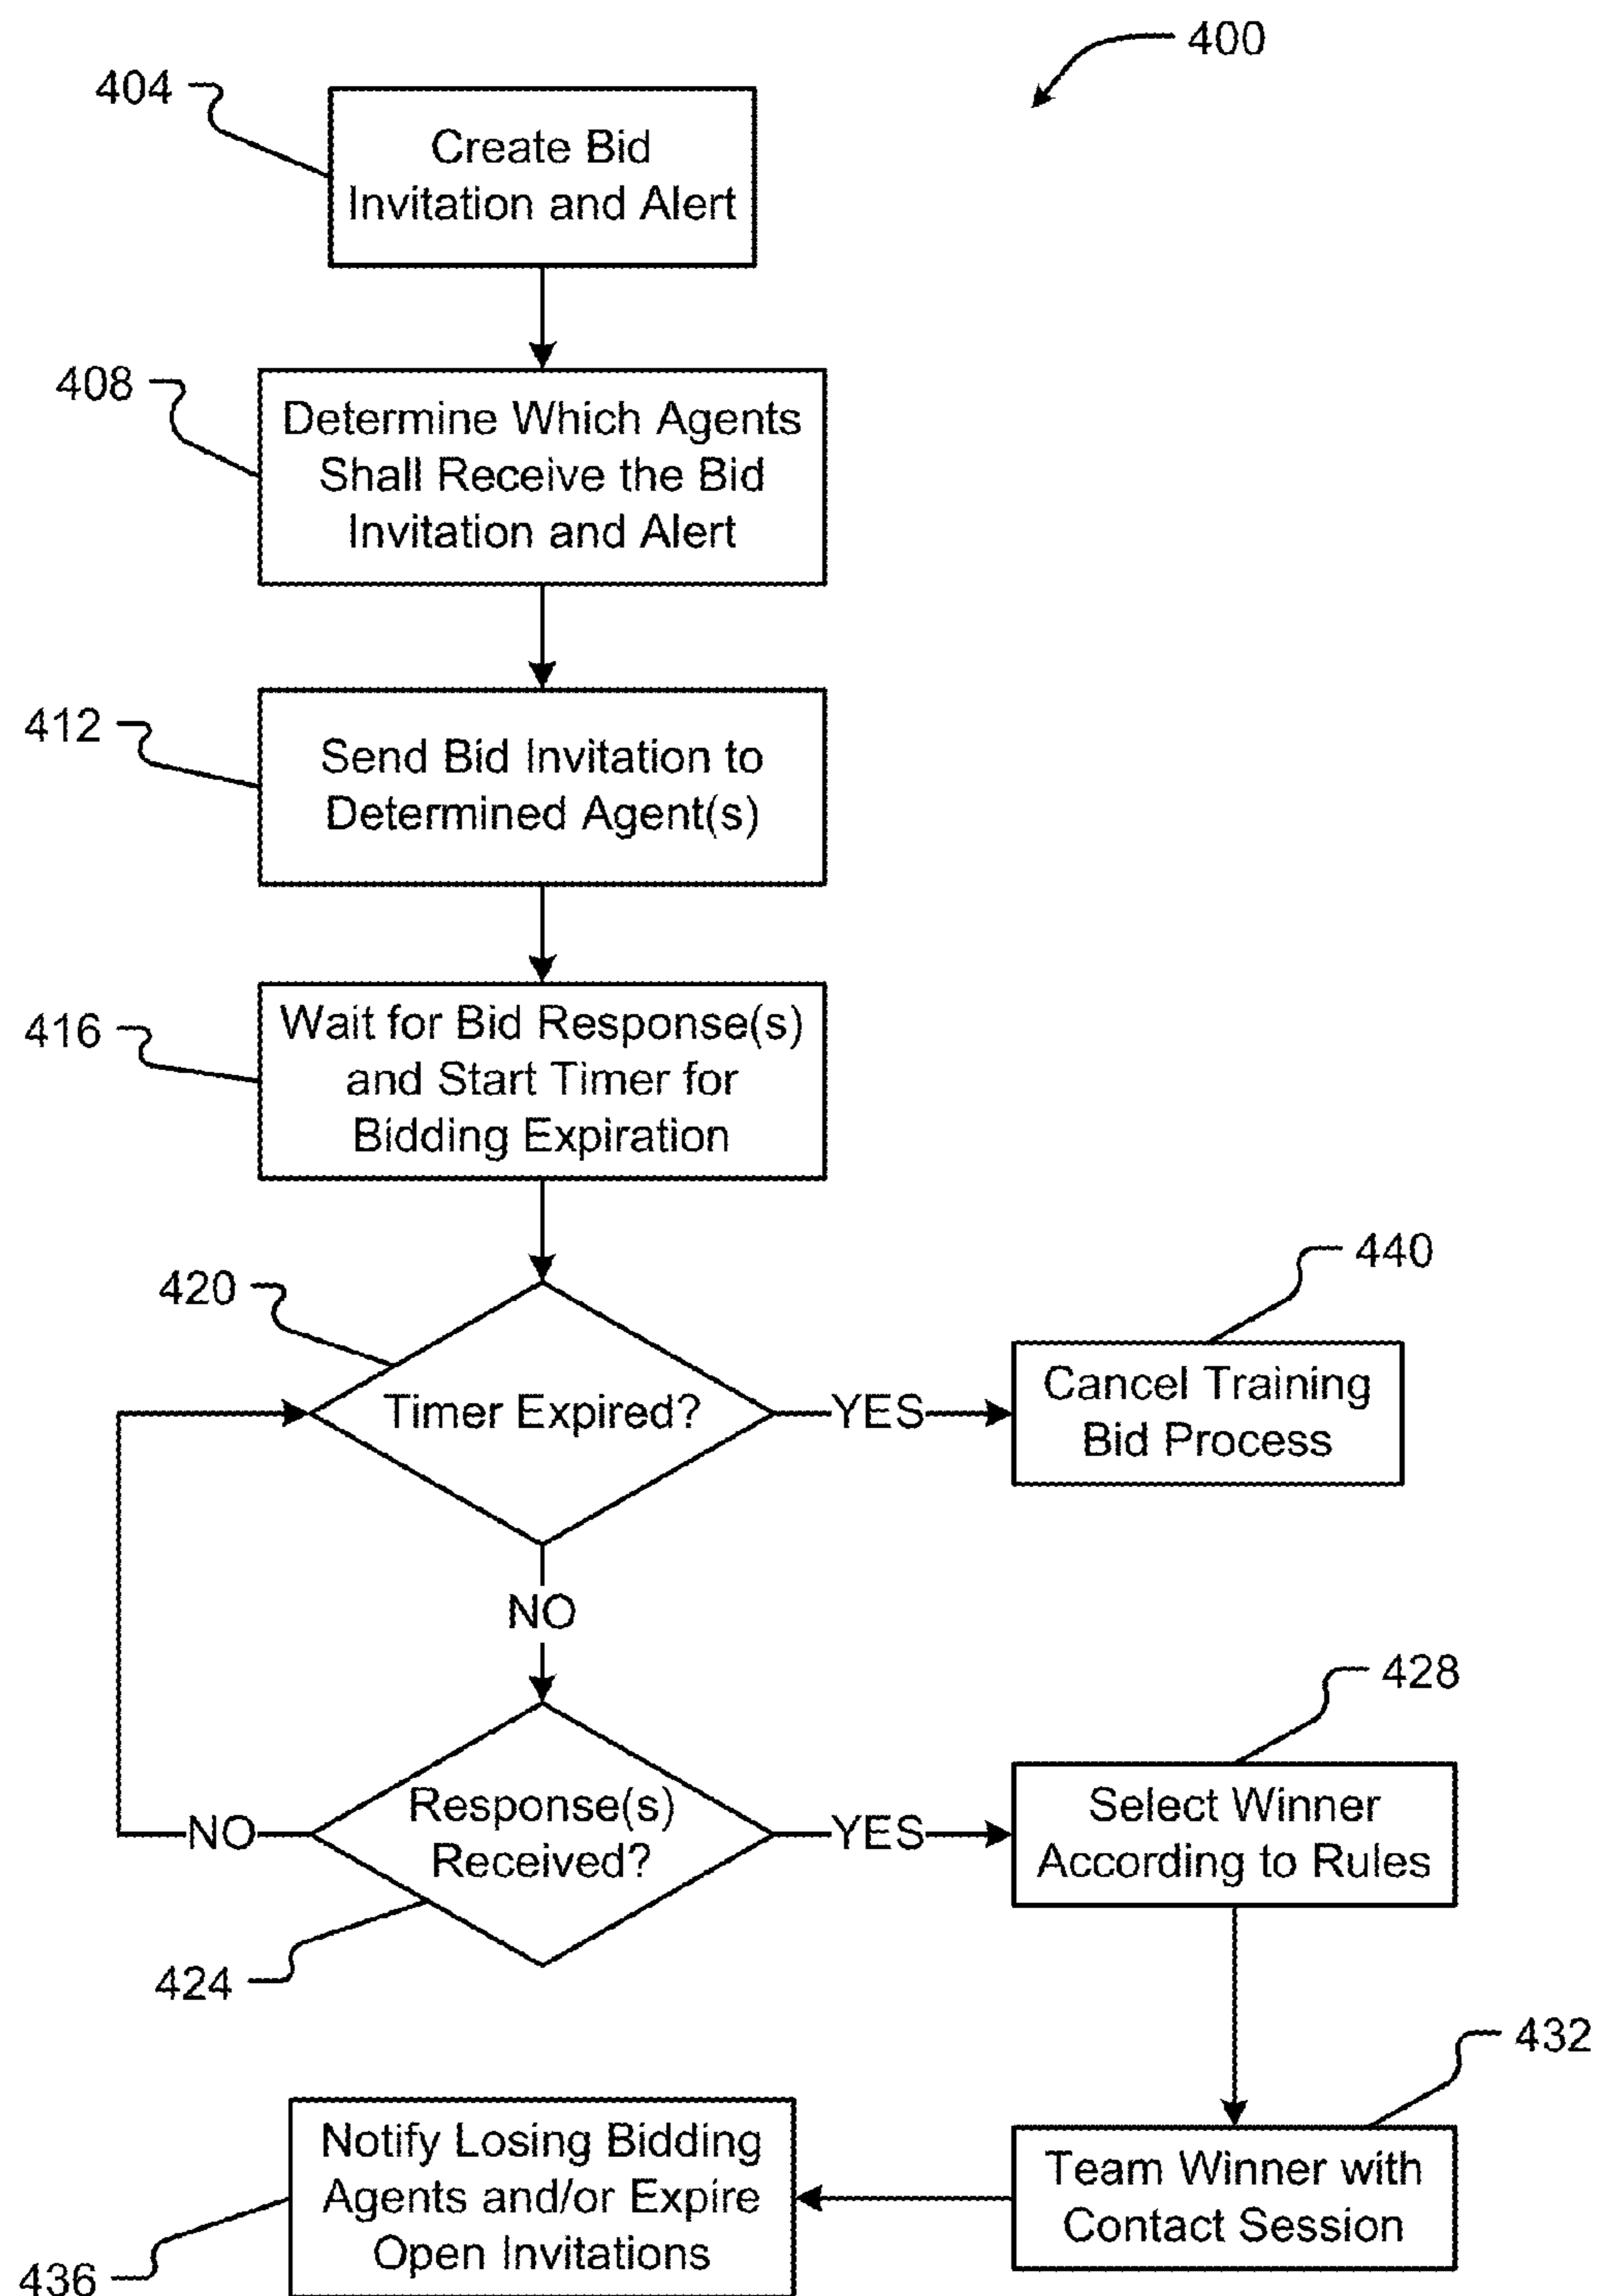 400
404
Create Bid
Invitation and Alert
408
Determine Which Agents
Shall Receive the Bid
Invitation and Alert
412
Send Bid Invitation to
Determined Agent(s)
416
Wait for Bid Response(s)
and Start Timer for
Bidding Expiration
420
Timer Expired?
YES
440
Cancel Training
Bid Process
NO
424
Response(s)
Received?
NO
YES
428
Select Winner
According to Rules
432
Team Winner with
Contact Session
436
Notify Losing Bidding
Agents and/or Expire
Open Invitations